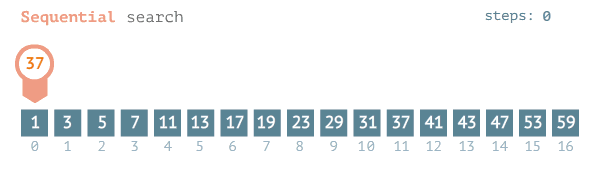 Sequential search steps: 0
37
1 3 5 7 11 13 17 19 23 29 31 37 41 43 47 53 59
0 1 2 3 4 5 6 7 8 9 10 11 12 13 14 15 16